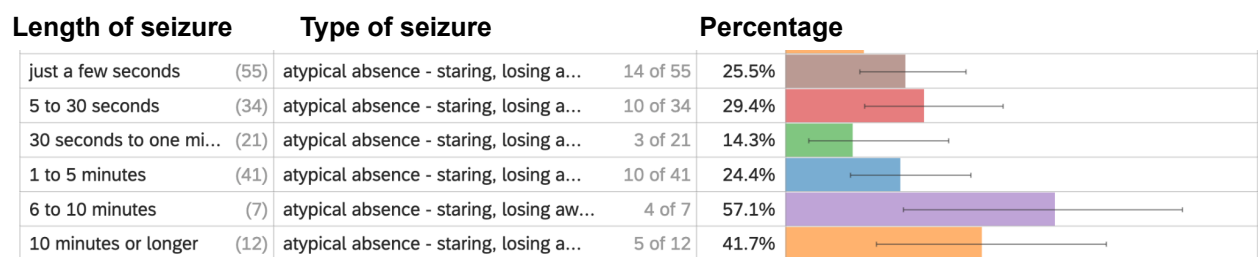 Length of seizure Type of seizure Percentage
just a few seconds (55) atypical absence - staring, losing a... 14 of 55 25.5%
5 to 30 seconds (34) atypical absence - staring, losing a... 10 of 34 29.4%
30 seconds to one mi... (21) atypical absence - staring, losing a... 3 of 21 14.3%
1 to 5 minutes (41) atypical absence - staring, losing a... 10 of 41 24.4%
6 to 10 minutes (7) atypical absence - staring, losing aw... 4 of 7 57.1%
10 minutes or longer (12) atypical absence - staring, losing a... 5 of 12 41.7%